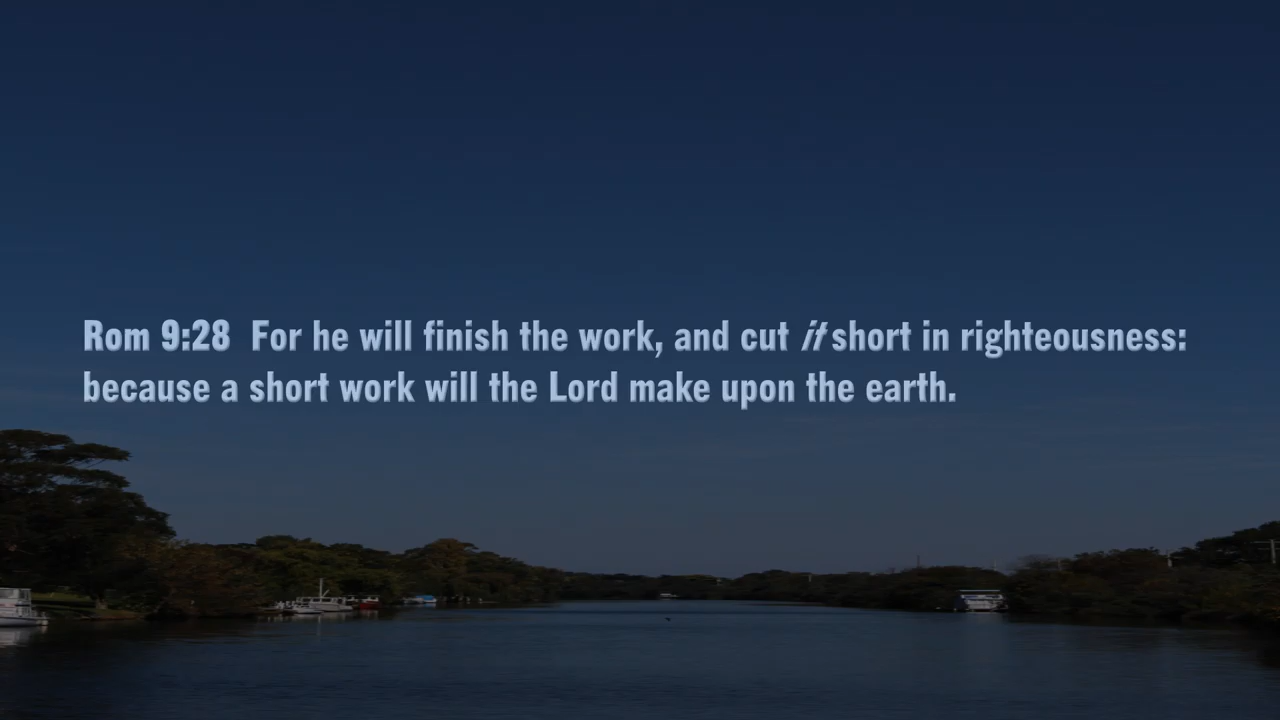 Rom 9:28  For he will finish the work, and cut it short in righteousness:
because a short work will the Lord make upon the earth.